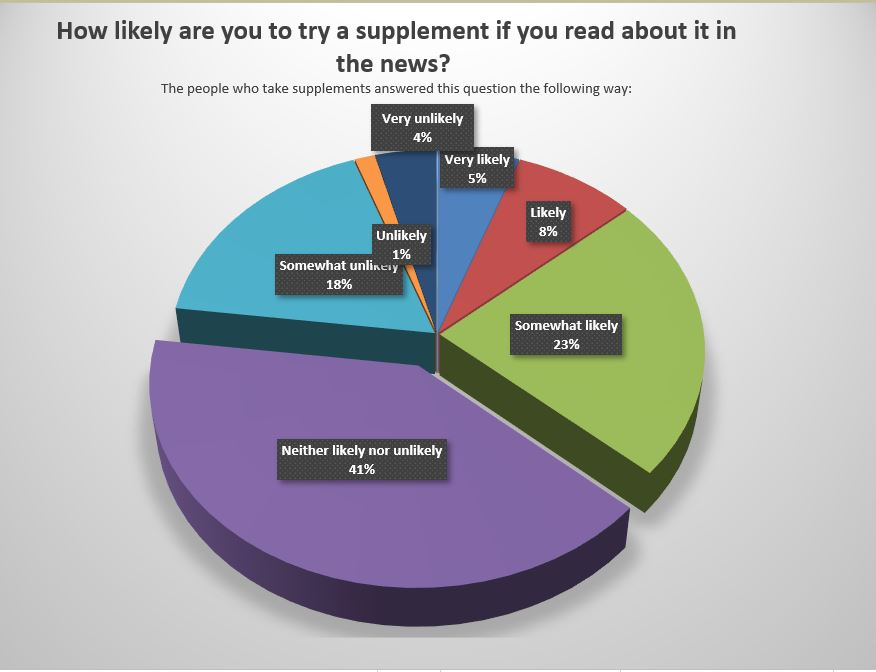 How likely are you to try a supplement if you read about it in
the news?
The people who take supplements answered this question the following way:
Very unlikely
4%
Very likely
5%
Likely
8%
Unlikely
1%
Somewhat unlikely
18%
Somewhat likely
23%
Neither likely nor unlikely
41%